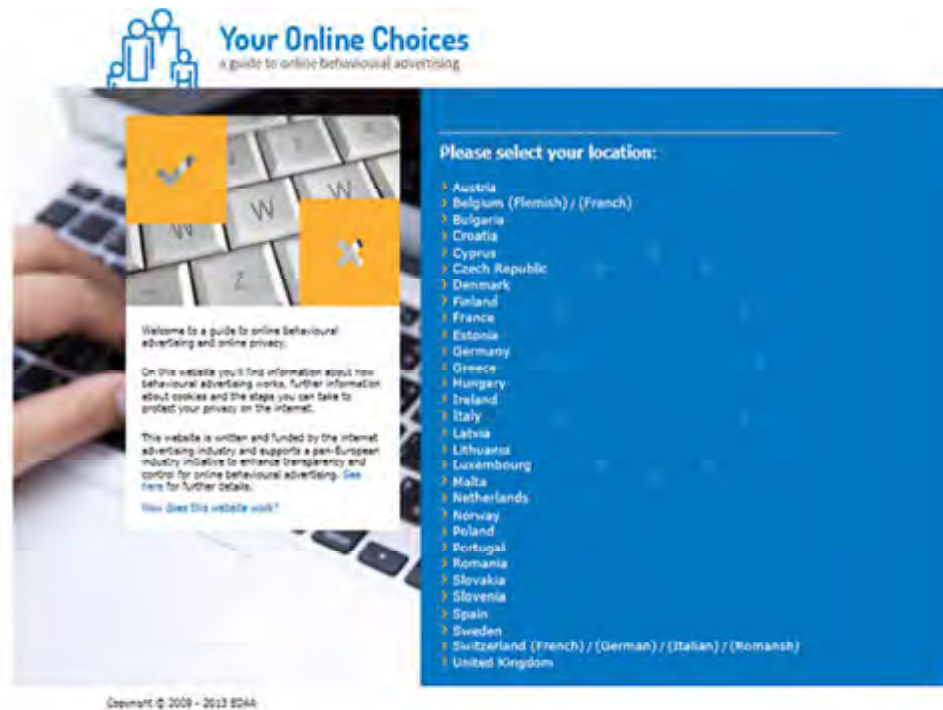 Your Online Choices
a guide to online behavioural advertising
W
W
W
Z
Welcome to a guide to online behavioural
advertising and online privacy.
On this website you'll find information about how
behavioural advertising works, further information
about cookies and the steps you can take to
protect your privacy on the internet.
This website is written and funded by the internet
advertising industry and supports a pan-European
industry initiative to enhance transparency and
control for online behavioural advertising. See
here for further details.
How does this website work?
Please select your location:
Austria
Belgium (Flemish) / (French)
Bulgaria
Croatia
Cyprus
Czech Republic
Denmark
Finland
France
Estonia
Germany
Greece
Hungary
Ireland
Italy
Latvia
Lithuania
Luxembourg
Malta
Netherlands
Norway
Poland
Portugal
Romania
Slovakia
Slovenia
Spain
Sweden
Switzerland (French) / (German) / (Italian) / (Romansh)
United Kingdom
Copyright © 2009 - 2013 EDAA